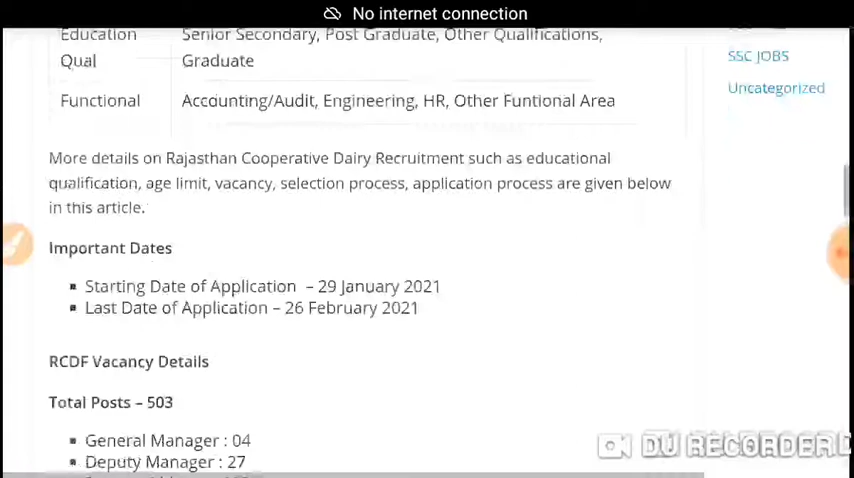 No internet connection
Education Senior Secondary, Post Graduate, Other Qualifications,
Qual Graduate
SSC JOBS
Uncategorized
Functional Accounting/Audit, Engineering, HR, Other Funtional Area
More details on Rajasthan Cooperative Dairy Recruitment such as educational
qualification, age limit, vacancy, selection process, application process are given below
in this article.
Important Dates
Starting Date of Application – 29 January 2021
Last Date of Application – 26 February 2021
RCDF Vacancy Details
Total Posts – 503
General Manager : 04
Deputy Manager : 27
DU RECORDER